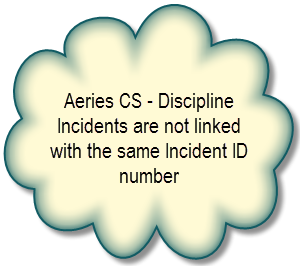 Aeries CS - Discipline
Incidents are not linked
with the same Incident ID
number